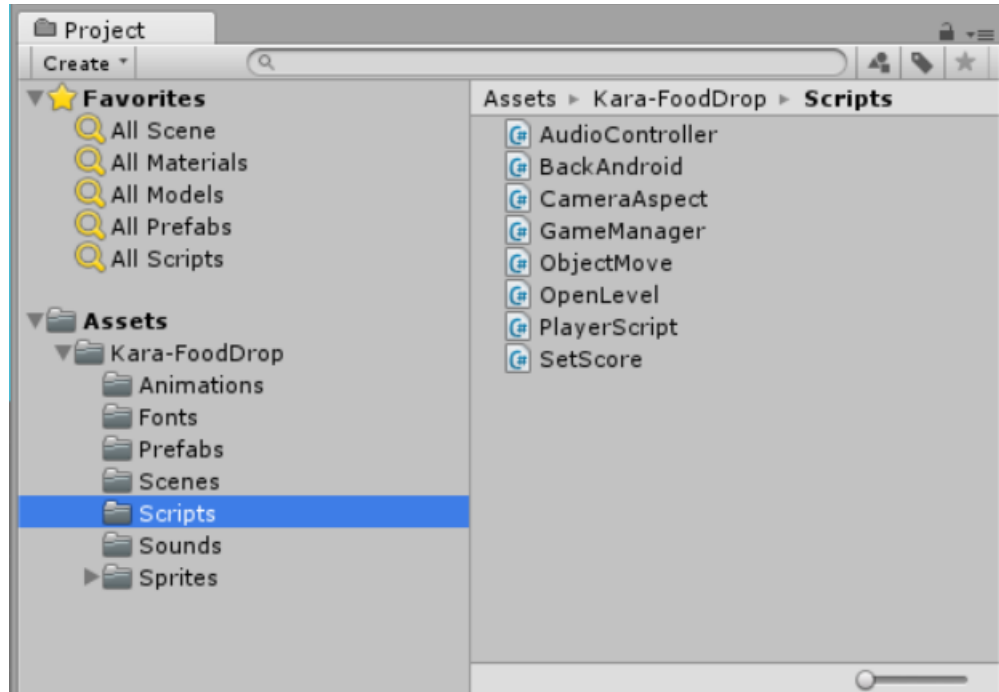 Project
Create
Favorites
All Scene
All Materials
All Models
All Prefabs
All Scripts
Assets
Kara-FoodDrop
Animations
Fonts
Prefabs
Scenes
Scripts
Sounds
Sprites
Assets ▸ Kara-FoodDrop ▸ Scripts
AudioController
BackAndroid
CameraAspect
GameManager
ObjectMove
OpenLevel
PlayerScript
SetScore